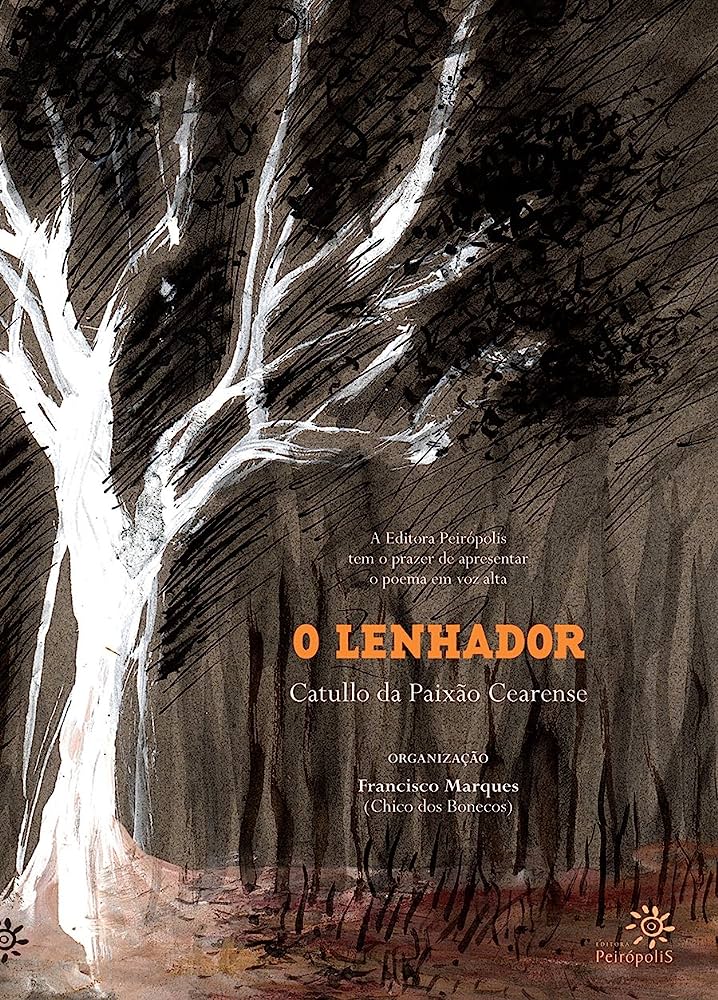 A Editora Peirópolis
tem o prazer de apresentar
o poema em voz alta
O LENHADOR
Catullo da Paixão Cearense
ORGANIZAÇÃO
Francisco Marques
(Chico dos Bonecos)
EDITORA
PeirópoliS